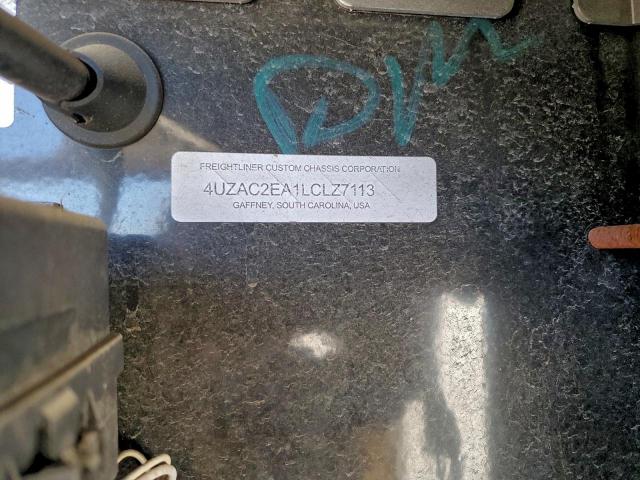 FREIGHTLINER CUSTOM CHASSIS CORPORATION
4UZAC2EA1LCLZ7113
GAFFNEY, SOUTH CAROLINA, USA